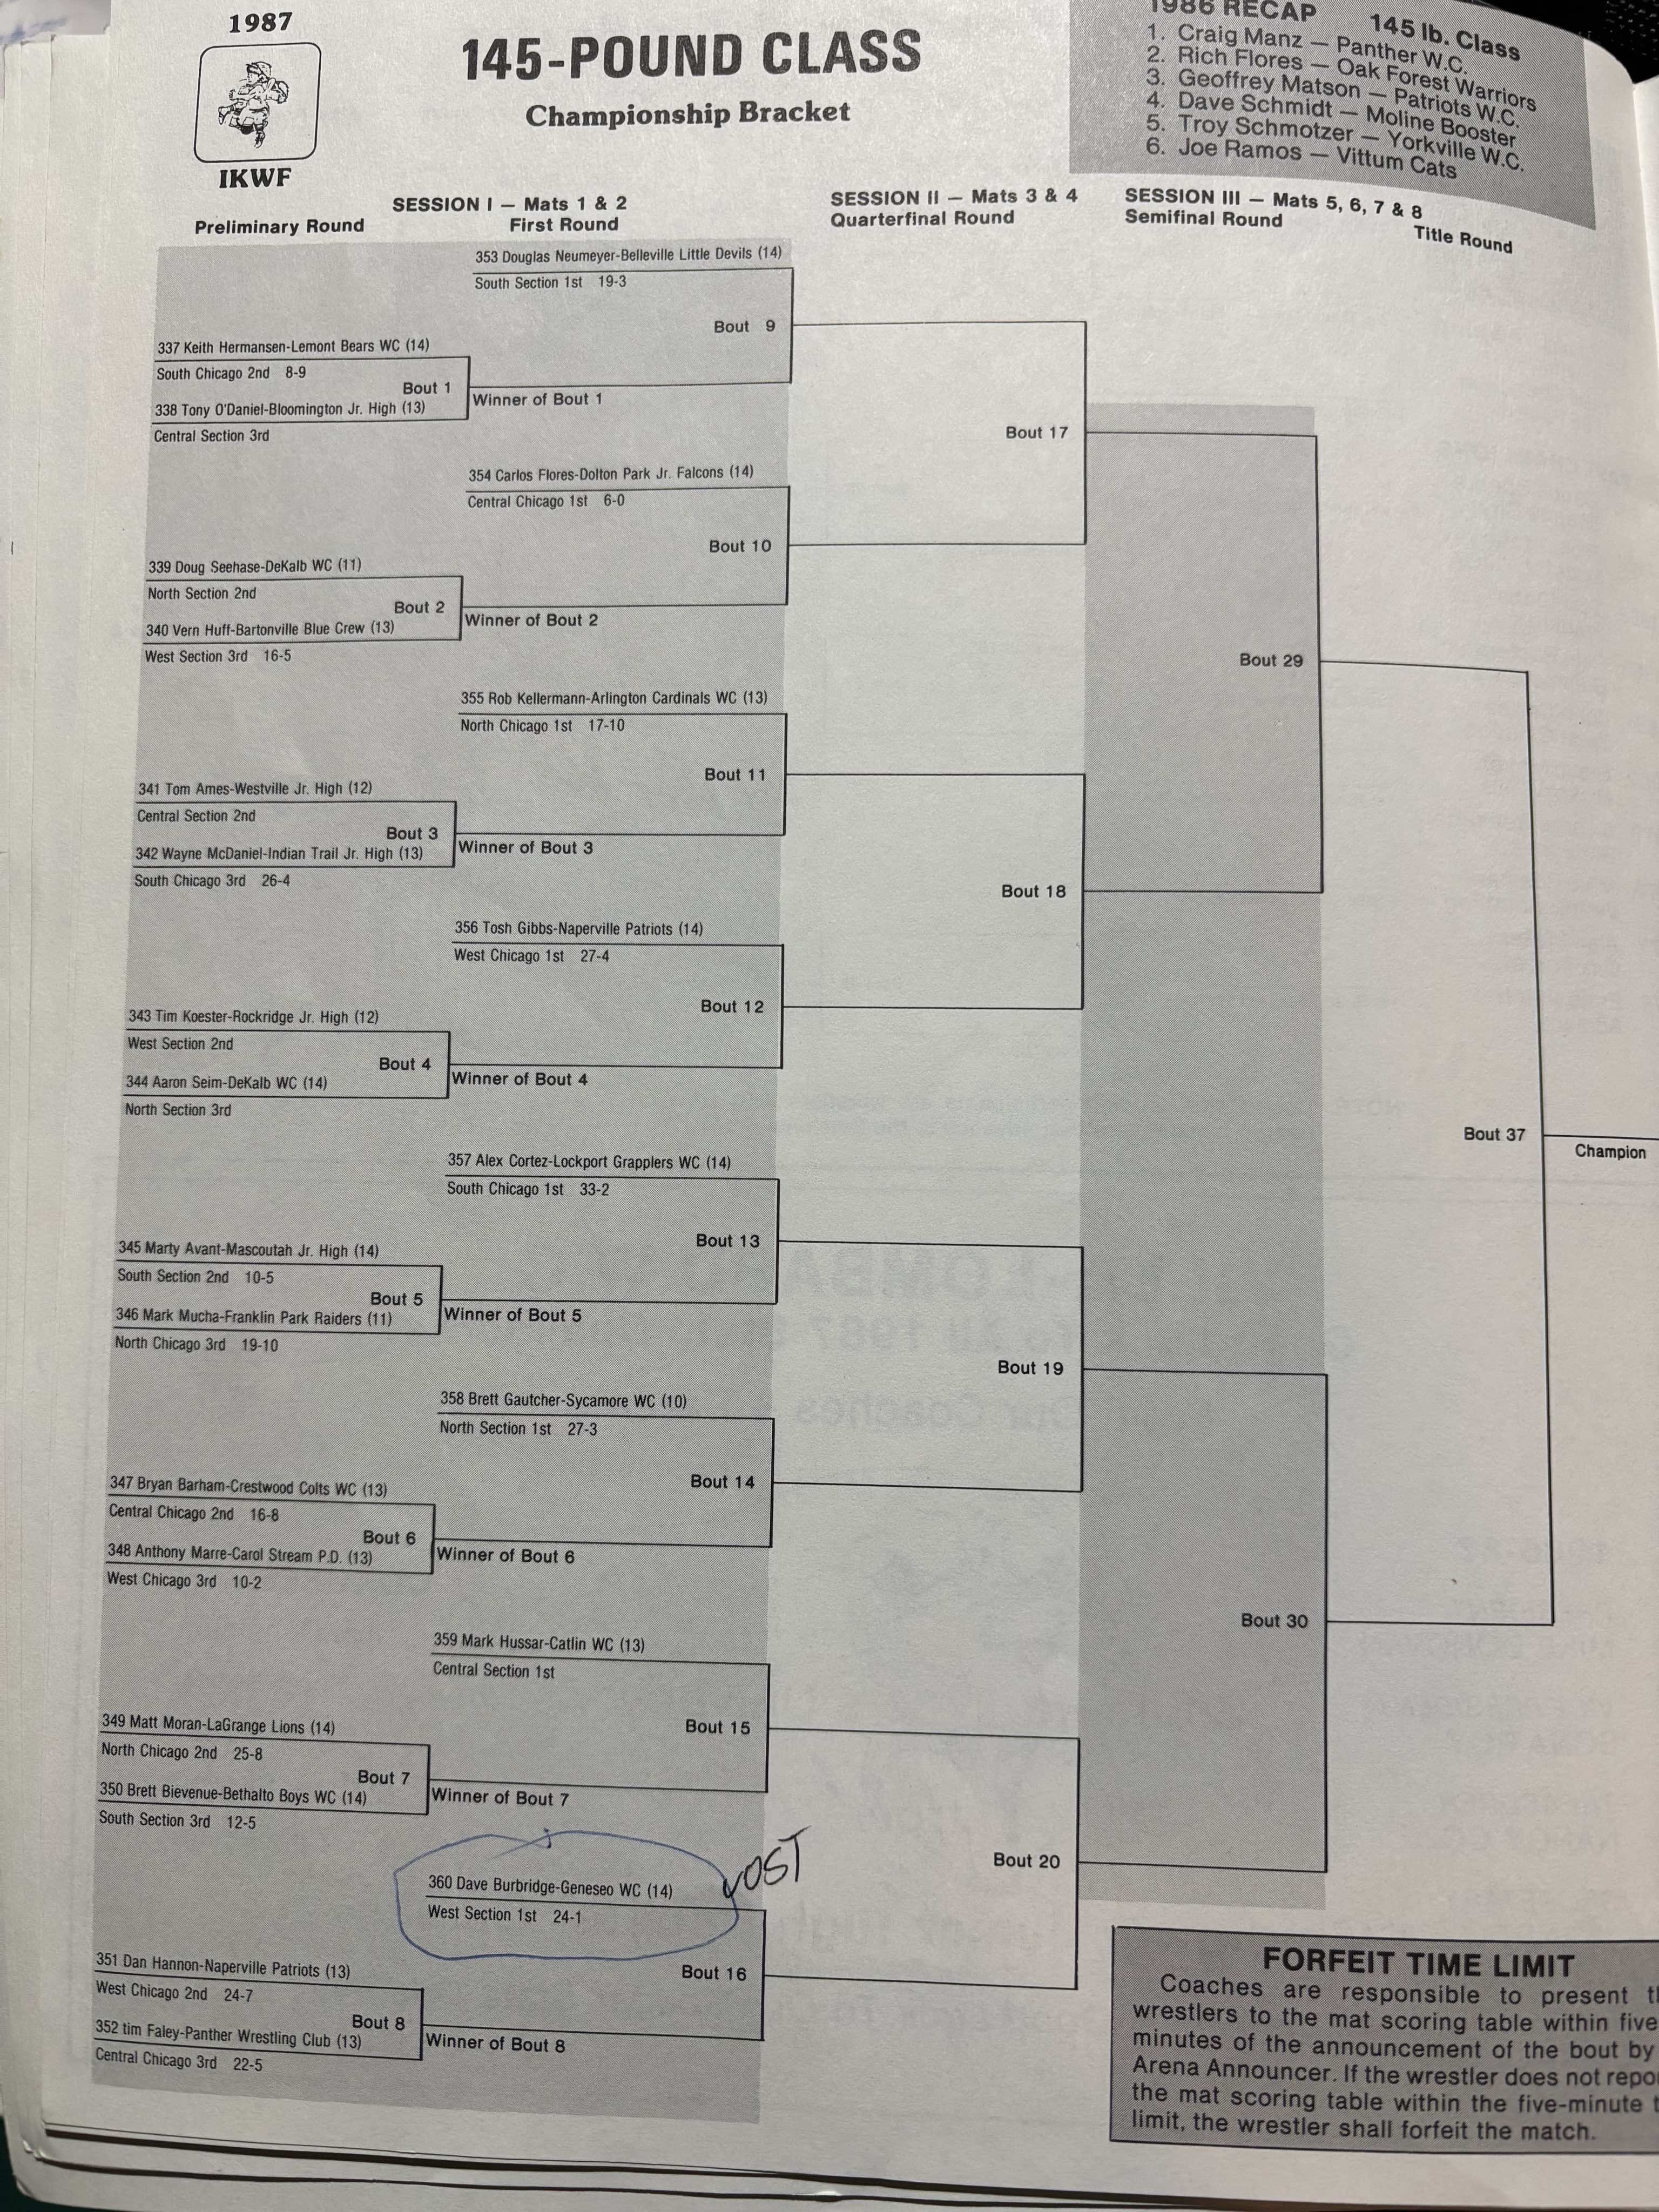 1987
IKWF
145-POUND CLASS
Championship Bracket
1986 RECAP 145 lb. Class
1. Craig Manz — Panther W.C.
2. Rich Flores — Oak Forest Warriors
3. Geoffrey Matson — Patriots W.C.
4. Dave Schmidt — Moline Booster
5. Troy Schmotzer — Yorkville W.C.
6. Joe Ramos — Vittum Cats
SESSION I — Mats 1 & 2
Preliminary Round First Round
SESSION II — Mats 3 & 4
Quarterfinal Round
SESSION III — Mats 5, 6, 7 & 8
Semifinal Round Title Round
353 Douglas Neumeyer-Belleville Little Devils (14)
South Section 1st 19-3
Bout 9
337 Keith Hermansen-Lemont Bears WC (14)
South Chicago 2nd 8-9
Bout 1
338 Tony O'Daniel-Bloomington Jr. High (13)
Central Section 3rd
Winner of Bout 1
Bout 17
354 Carlos Flores-Dolton Park Jr. Falcons (14)
Central Chicago 1st 6-0
Bout 10
339 Doug Seehase-DeKalb WC (11)
North Section 2nd
Bout 2
340 Vern Huff-Bartonville Blue Crew (13)
West Section 3rd 16-5
Winner of Bout 2
Bout 29
355 Rob Kellermann-Arlington Cardinals WC (13)
North Chicago 1st 17-10
Bout 11
341 Tom Ames-Westville Jr. High (12)
Central Section 2nd
Bout 3
342 Wayne McDaniel-Indian Trail Jr. High (13)
South Chicago 3rd 26-4
Winner of Bout 3
Bout 18
356 Tosh Gibbs-Naperville Patriots (14)
West Chicago 1st 27-4
Bout 12
343 Tim Koester-Rockridge Jr. High (12)
West Section 2nd
Bout 4
344 Aaron Seim-DeKalb WC (14)
North Section 3rd
Winner of Bout 4
Bout 37
Champion
357 Alex Cortez-Lockport Grapplers WC (14)
South Chicago 1st 33-2
Bout 13
345 Marty Avant-Mascoutah Jr. High (14)
South Section 2nd 10-5
Bout 5
346 Mark Mucha-Franklin Park Raiders (11)
North Chicago 3rd 19-10
Winner of Bout 5
Bout 19
358 Brett Gautcher-Sycamore WC (10)
North Section 1st 27-3
Bout 14
347 Bryan Barham-Crestwood Colts WC (13)
Central Chicago 2nd 16-8
Bout 6
348 Anthony Marre-Carol Stream P.D. (13)
West Chicago 3rd 10-2
Winner of Bout 6
Bout 30
359 Mark Hussar-Catlin WC (13)
Central Section 1st
Bout 15
349 Matt Moran-LaGrange Lions (14)
North Chicago 2nd 25-8
Bout 7
350 Brett Bievenue-Bethalto Boys WC (14)
South Section 3rd 12-5
Winner of Bout 7
Bout 20
360 Dave Burbridge-Geneseo WC (14)
West Section 1st 24-1
LOST
Bout 16
351 Dan Hannon-Naperville Patriots (13)
West Chicago 2nd 24-7
Bout 8
352 tim Faley-Panther Wrestling Club (13)
Central Chicago 3rd 22-5
Winner of Bout 8
FORFEIT TIME LIMIT
Coaches are responsible to present
wrestlers to the mat scoring table within five
minutes of the announcement of the bout by
Arena Announcer. If the wrestler does not
the mat scoring table within the five-minute
limit, the wrestler shall forfeit the match.